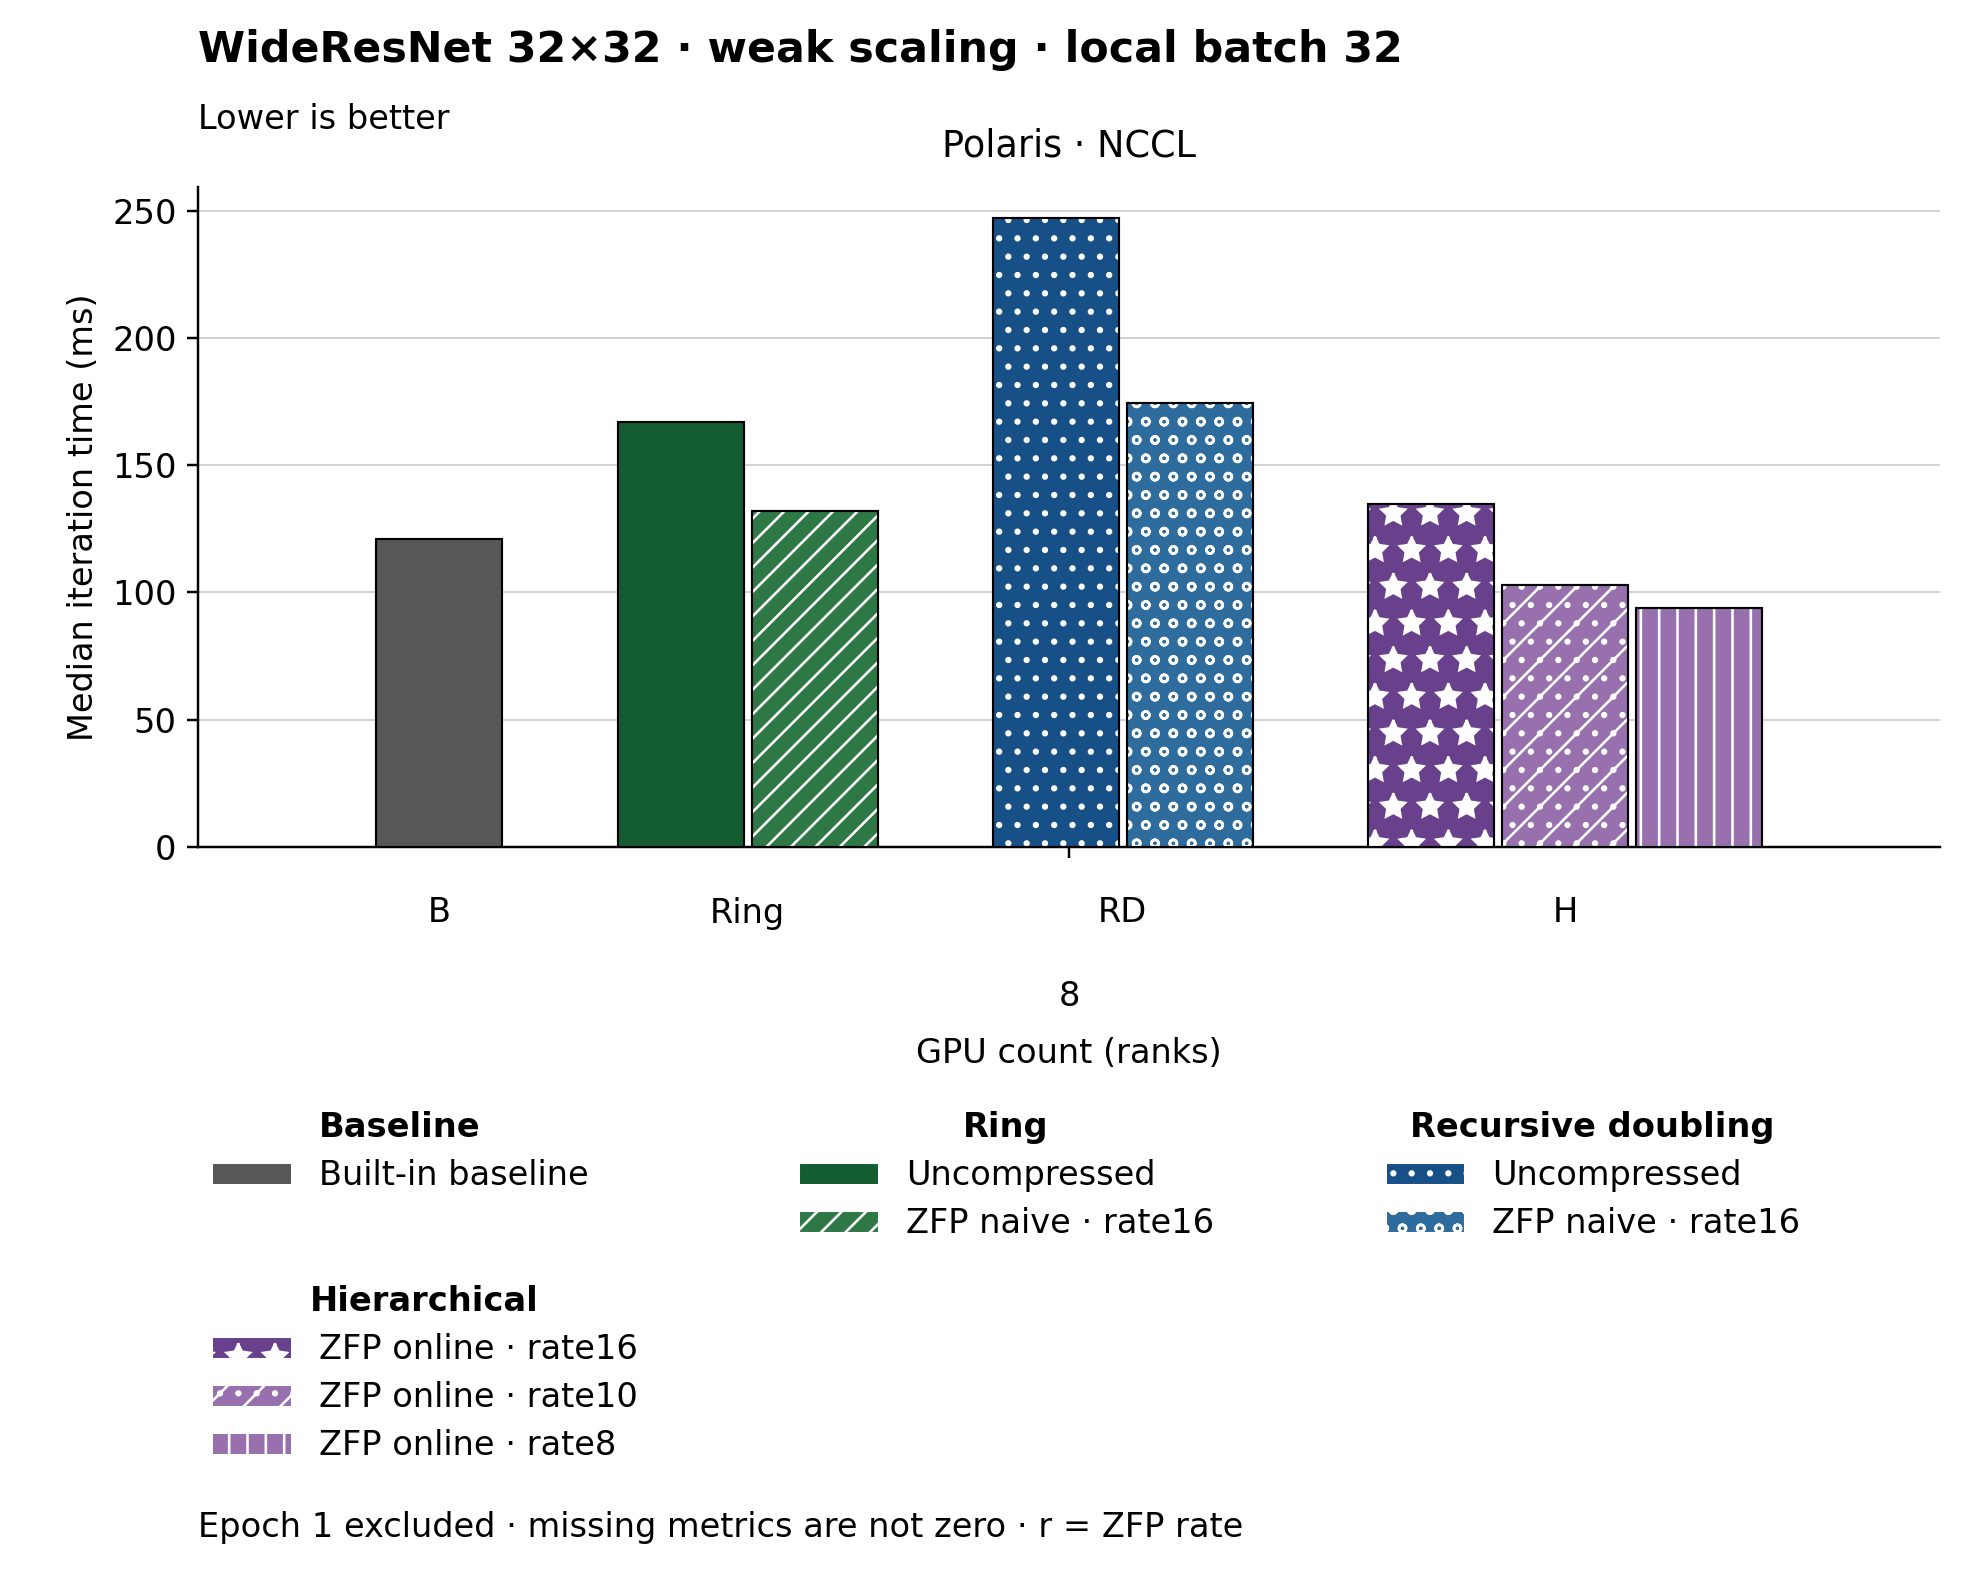 WideResNet 32×32 · weak scaling · local batch 32
Lower is better
Polaris · NCCL
Median iteration time (ms)
250
200
150
100
50
0
B Ring RD H
8
GPU count (ranks)
Baseline
Built-in baseline
Ring
Uncompressed
ZFP naive · rate16
Recursive doubling
Uncompressed
ZFP naive · rate16
Hierarchical
ZFP online · rate16
ZFP online · rate10
ZFP online · rate8
Epoch 1 excluded · missing metrics are not zero · r = ZFP rate